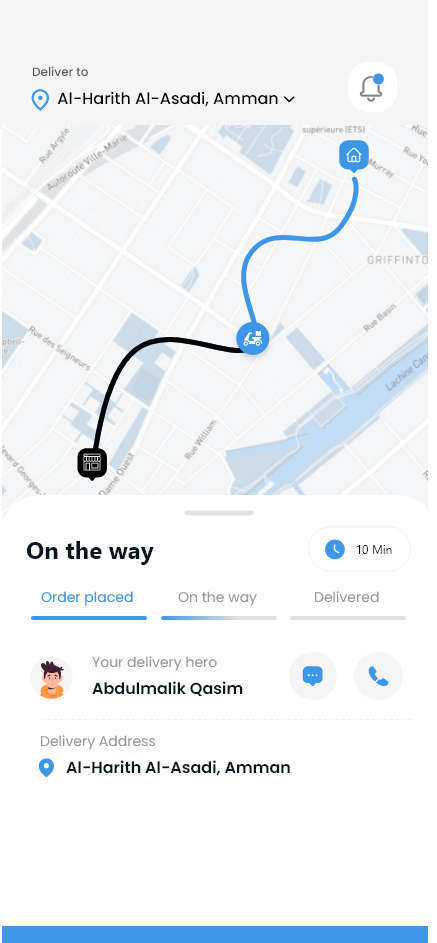 Deliver to
Al-Harith Al-Asadi, Amman
supérieure (ÉTS)
Rue Argyle
Autoroute Ville-Marie
Murray
GRIFFINTO
Rue Basin
Rue des Seigneurs
Lachine Can
Rue William
Dame Ouest
On the way
10 Min
Order placed
On the way
Delivered
Your delivery hero
Abdulmalik Qasim
Delivery Address
Al-Harith Al-Asadi, Amman